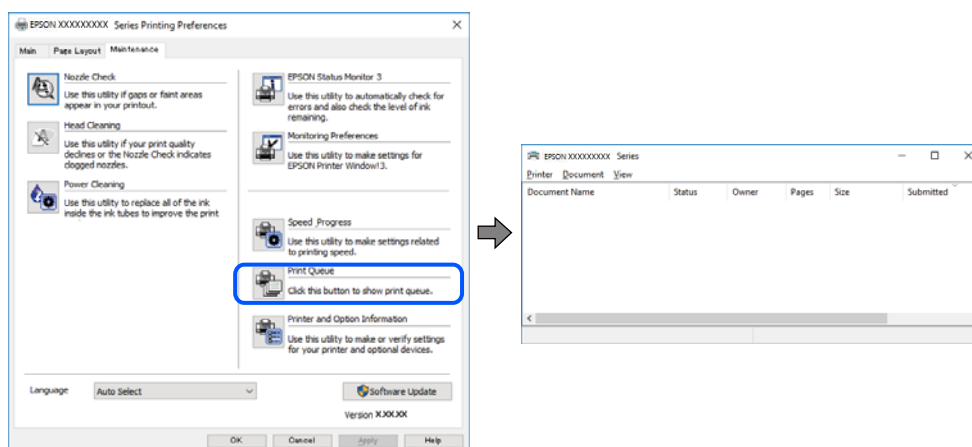 EPSON XXXXXXXXX Series Printing Preferences
Main Page Layout Maintenance
Nozzle Check
Use this utility if gaps or faint areas
appear in your printout.
Head Cleaning
Use this utility if your print quality
declines or the Nozzle Check indicates
clogged nozzles.
Power Cleaning
Use this utility to replace all of the ink
inside the ink tubes to improve the print
EPSON Status Monitor 3
Use this utility to automatically check for
errors and also check the level of ink
remaining.
Monitoring Preferences
Use this utility to make settings for
EPSON Printer Window!3.
Speed Progress
Use this utility to make settings related
to printing speed.
Print Queue
Click this button to show print queue.
Printer and Option Information
Use this utility to make or verify settings
for your printer and optional devices.
Language Auto Select
Software Update
Version X.XX.XX
OK Cancel Apply Help
EPSON XXXXXXXXX Series
Printer Document View
Document Name Status Owner Pages Size Submitted